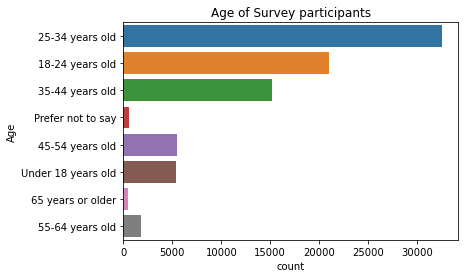 Age of Survey participants
25-34 years old
18-24 years old
35-44 years old
Prefer not to say
45-54 years old
Under 18 years old
65 years or older
55-64 years old
Age
0 5000 10000 15000 20000 25000 30000
count